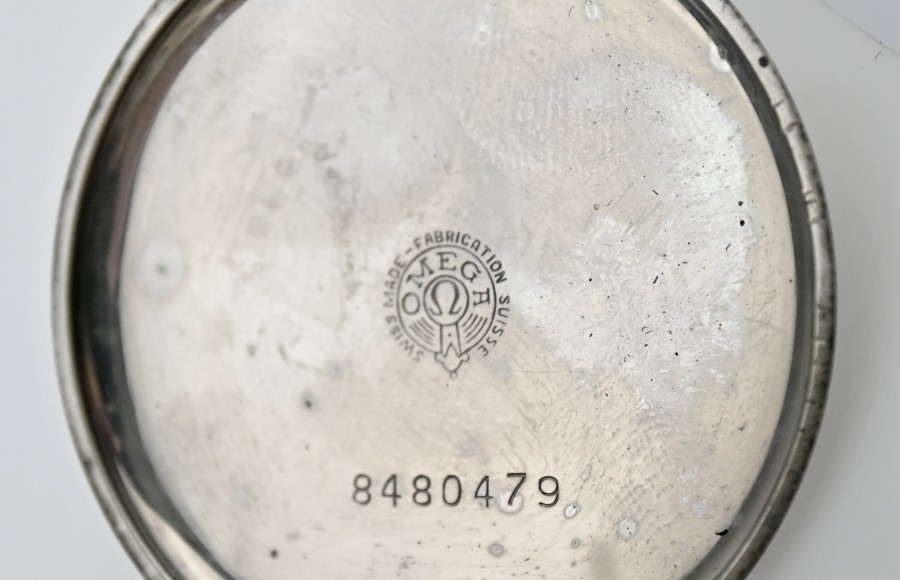 SWISS MADE - FABRICATION SUISSE
OMEGA
Ω
8480479